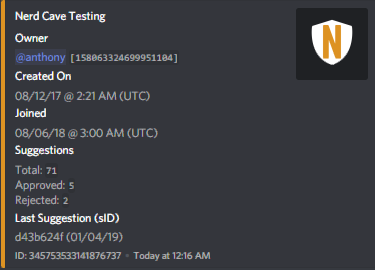 Nerd Cave Testing
N
Owner
@anthony [158063324699951104]
Created On
08/12/17 @ 2:21 AM (UTC)
Joined
08/06/18 @ 3:00 AM (UTC)
Suggestions
Total: 71
Approved: 5
Rejected: 2
Last Suggestion (sID)
d43b624f (01/04/19)
ID: 345753533141876737 • Today at 12:16 AM